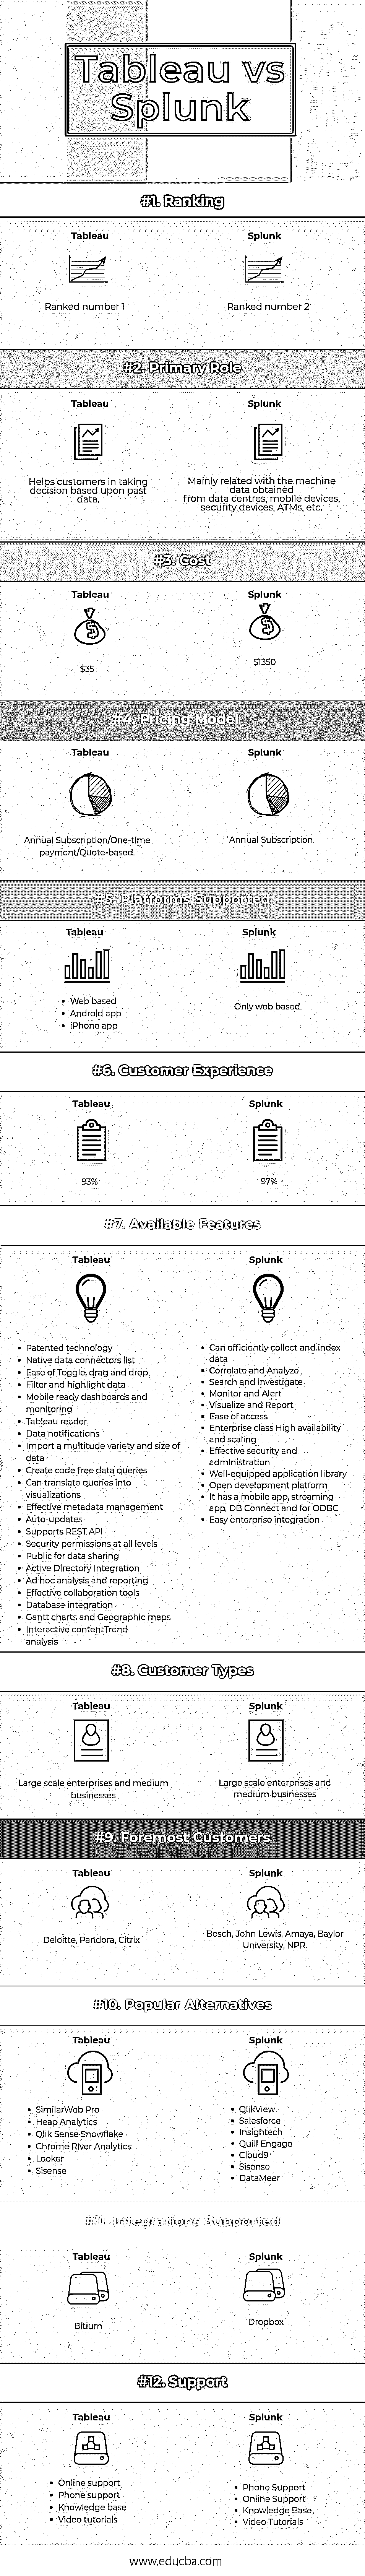 Tableau vs
Splunk
#1. Ranking
Tableau
Splunk
Ranked number 1
Ranked number 2
#2. Primary Role
Tableau
Splunk
Helps customers in taking
decision based upon past
data.
Mainly related with the machine
data obtained
from data centres, mobile devices,
security devices, ATMs, etc.
#3. Cost
Tableau
Splunk
$35
$1350
#4. Pricing Model
Tableau
Splunk
Annual Subscription/One-time
payment/Quote-based.
Annual Subscription.
#5. Platforms Supported
Tableau
Splunk
• Web based
• Android app
• iPhone app
Only web based.
#6. Customer Experience
Tableau
Splunk
93%
97%
#7. Available Features
Tableau
Splunk
• Patented technology
• Native data connectors list
• Ease of Toggle, drag and drop
• Filter and highlight data
• Mobile ready dashboards and
monitoring
• Tableau reader
• Data notifications
• Import a multitude variety and size of
data
• Create code free data queries
• Can translate queries into
visualizations
• Effective metadata management
• Auto-updates
• Supports REST API
• Security permissions at all levels
• Public for data sharing
• Active Directory Integration
• Ad hoc analysis and reporting
• Effective collaboration tools
• Database integration
• Gantt charts and Geographic maps
• Interactive contentTrend
analysis
• Can efficiently collect and index
data
• Correlate and Analyze
• Search and investigate
• Monitor and Alert
• Visualize and Report
• Ease of access
• Enterprise class High availability
and scaling
• Effective security and
administration
• Well-equipped application library
• Open development platform
• It has a mobile app, streaming
app, DB Connect and for ODBC
• Easy enterprise integration
#8. Customer Types
Tableau
Splunk
Large scale enterprises and medium
businesses
Large scale enterprises and
medium businesses
#9. Foremost Customers
Tableau
Splunk
Deloitte, Pandora, Citrix
Bosch, John Lewis, Amaya, Baylor
University, NPR.
#10. Popular Alternatives
Tableau
Splunk
• SimilarWeb Pro
• Heap Analytics
• Qlik Sense-Snowflake
• Chrome River Analytics
• Looker
• Sisense
• QlikView
• Salesforce
• Insightech
• Quill Engage
• Cloud9
• Sisense
• DataMeer
#11. Integrations Supported
Tableau
Splunk
Bitium
Dropbox
#12. Support
Tableau
Splunk
• Online support
• Phone support
• Knowledge base
• Video tutorials
• Phone Support
• Online Support
• Knowledge Base
• Video Tutorials
www.educba.com